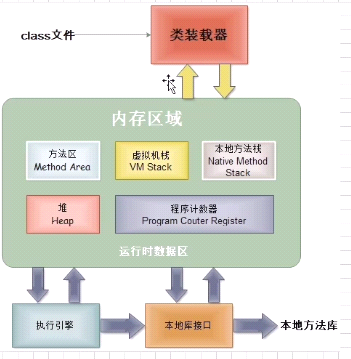 类装载器
class文件
内存区域
方法区
Method Area
虚拟机栈
VM Stack
本地方法栈
Native Method
Stack
堆
Heap
程序计数器
Program Couter Register
运行时数据区
执行引擎
本地库接口
本地方法库